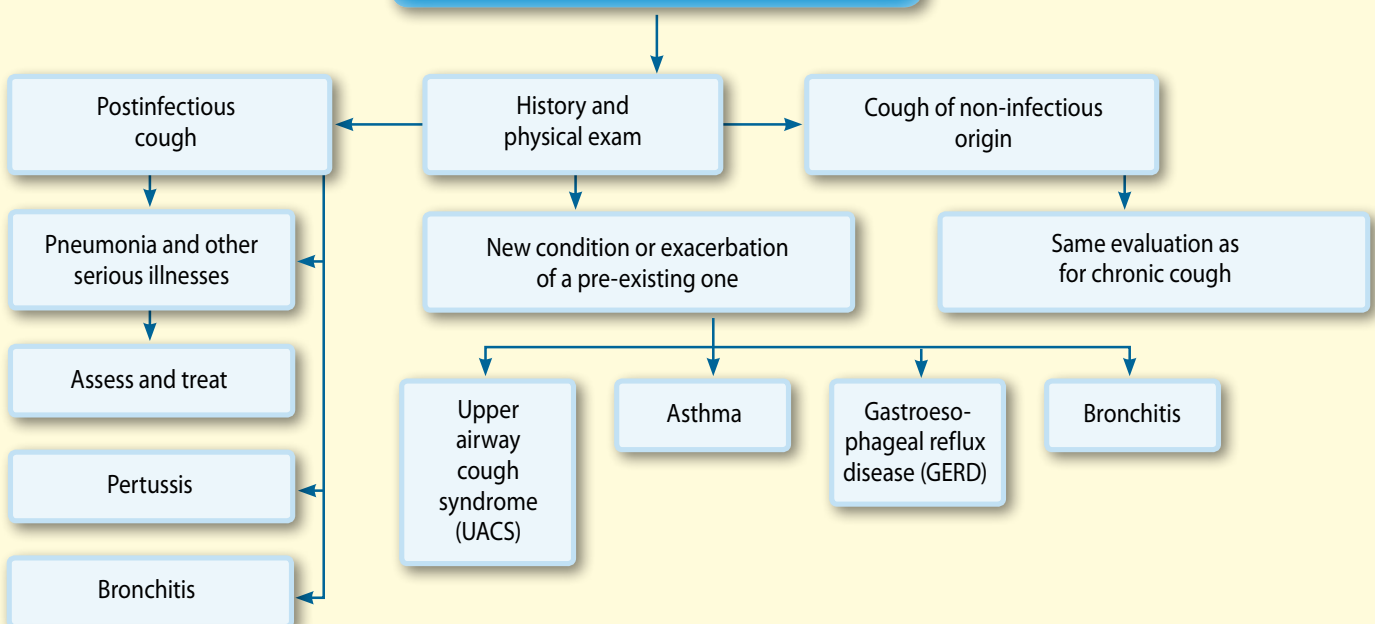 Postinfectious
cough
History and
physical exam
Cough of non-infectious
origin
Pneumonia and other
serious illnesses
New condition or exacerbation
of a pre-existing one
Same evaluation as
for chronic cough
Assess and treat
Upper
airway
cough
syndrome
(UACS)
Asthma
Gastroeso-
phageal reflux
disease (GERD)
Bronchitis
Pertussis
Bronchitis